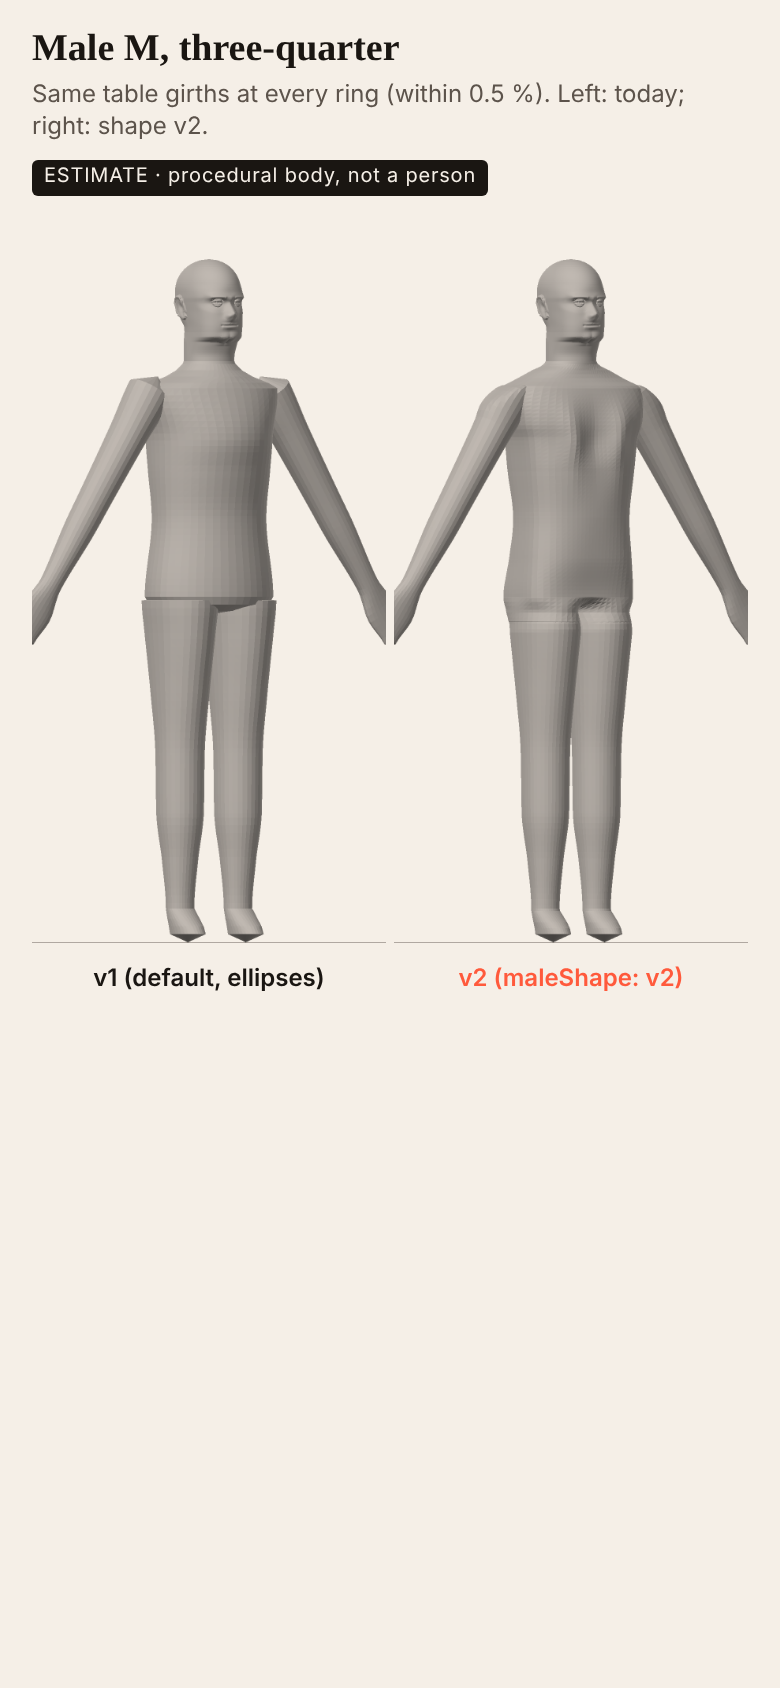 Male M, three-quarter
Same table girths at every ring (within 0.5 %). Left: today;
right: shape v2.
ESTIMATE · procedural body, not a person
v1 (default, ellipses)
v2 (maleShape: v2)